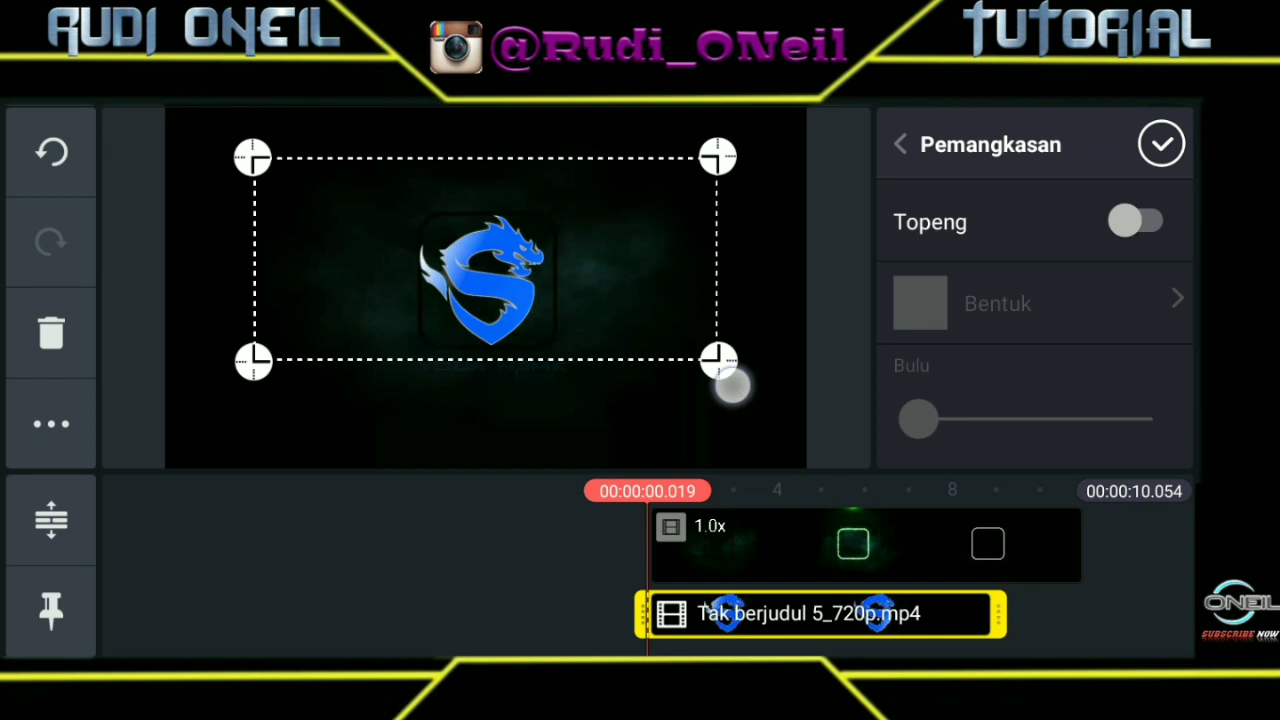 RUDI ONEIL
@Rudi_ONeil
TUTORIAL
Pemangkasan
Topeng
Bentuk
Bulu
00:00:00.019
4
8
00:00:10.054
1.0x
Tak berjudul 5_720p.mp4
ONEIL
SUBSCRIBE NOW